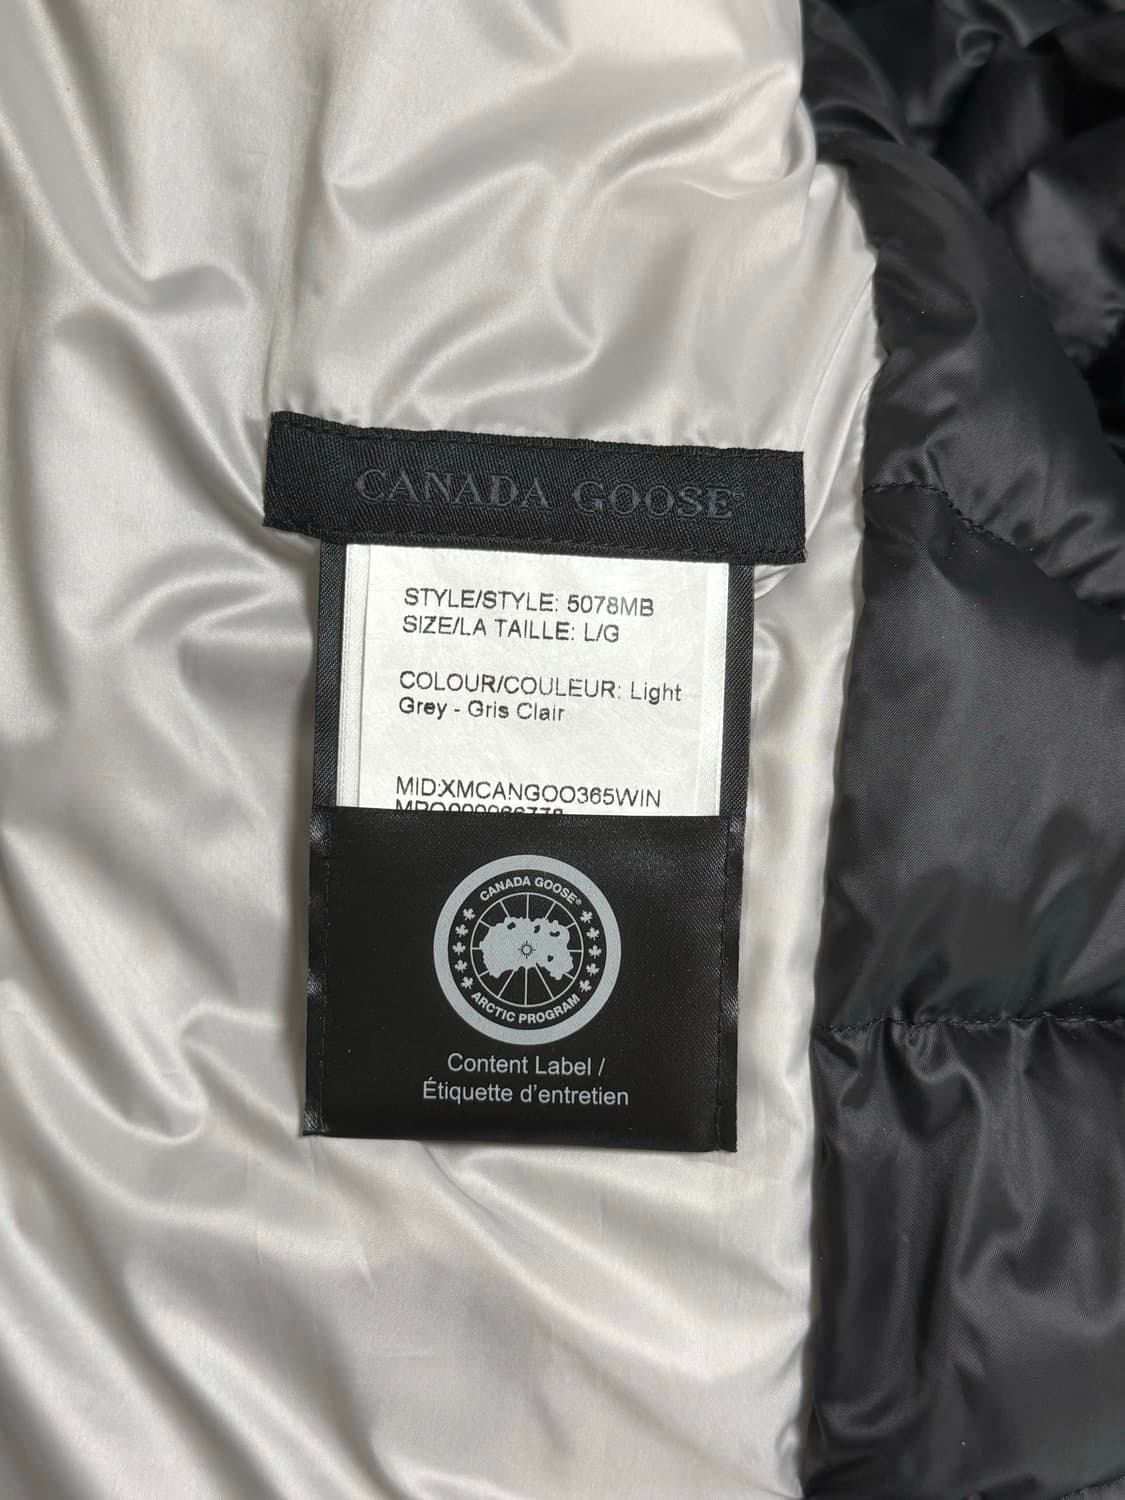 CANADA GOOSE
STYLE/STYLE: 5078MB
SIZE/LA TAILLE: L/G
COLOUR/COULEUR: Light
Grey - Gris Clair
MID:XMCANGOO365WIN
CANADA GOOSE®
ARCTIC PROGRAM
Content Label /
Étiquette d'entretien